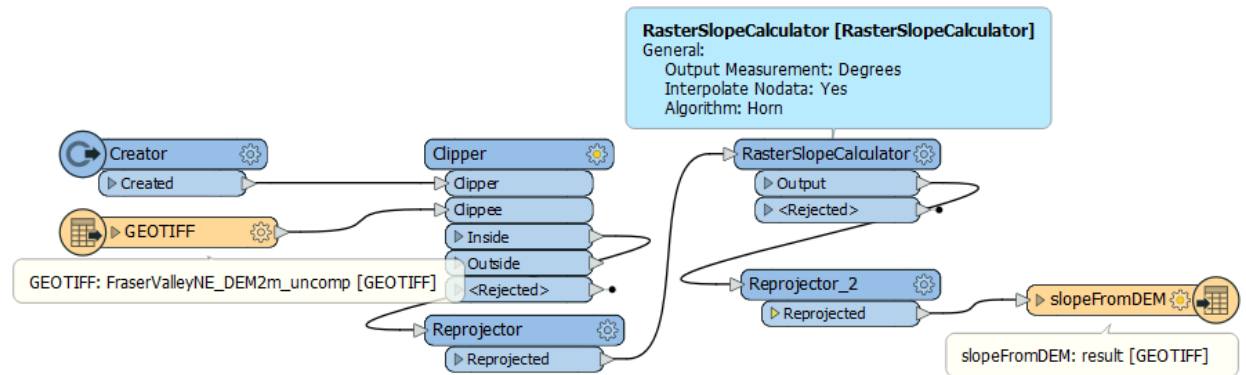 RasterSlopeCalculator [RasterSlopeCalculator]
General:
Output Measurement: Degrees
Interpolate Nodata: Yes
Algorithm: Horn
Creator
Created
GEOTIFF
GEOTIFF: FraserValleyNE_DEM2m_uncomp [GEOTIFF]
Clipper
Clipper
Clippee
Inside
Outside
<Rejected>
Reprojector
Reprojected
RasterSlopeCalculator
Output
<Rejected>
Reprojector_2
Reprojected
slopeFromDEM
slopeFromDEM: result [GEOTIFF]